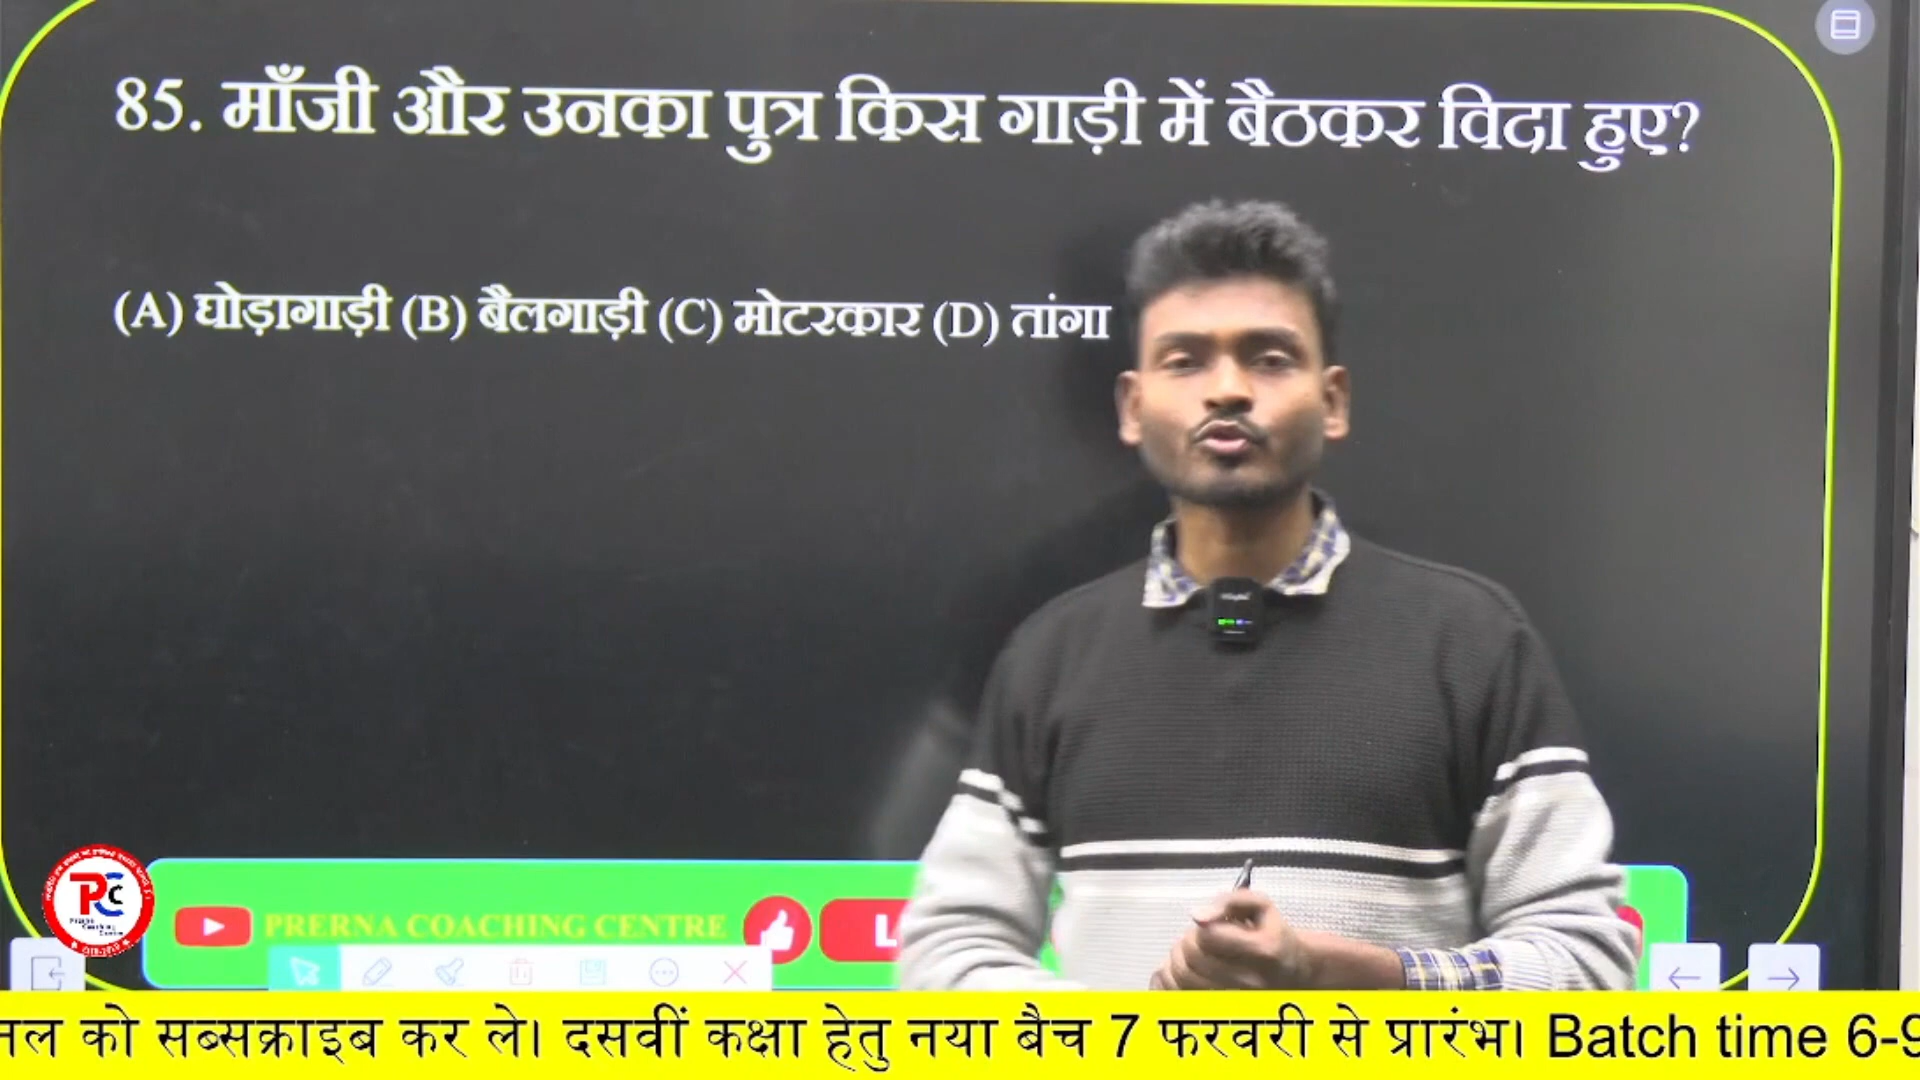 85. माँजी और उनका पुत्र किस गाड़ी में बैठकर विदा हुए?
(A) घोड़ागाड़ी (B) बैलगाड़ी (C) मोटरकार (D) तांगा
PCC
PRERNA COACHING CENTRE
L
को सब्सक्राइब कर ले। दसवीं कक्षा हेतु नया बैच 7 फरवरी से प्रारंभ। Batch time 6-9